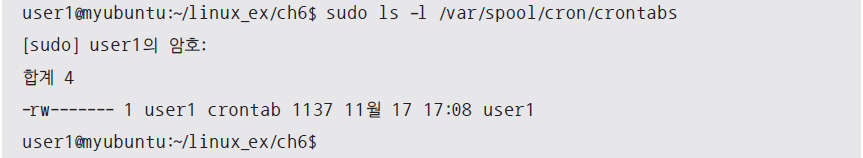 user1@myubuntu:~/linux_ex/ch6$ sudo ls -l /var/spool/cron/crontabs
[sudo] user1의 암호:
합계 4
-rw------- 1 user1 crontab 1137 11월 17 17:08 user1
user1@myubuntu:~/linux_ex/ch6$